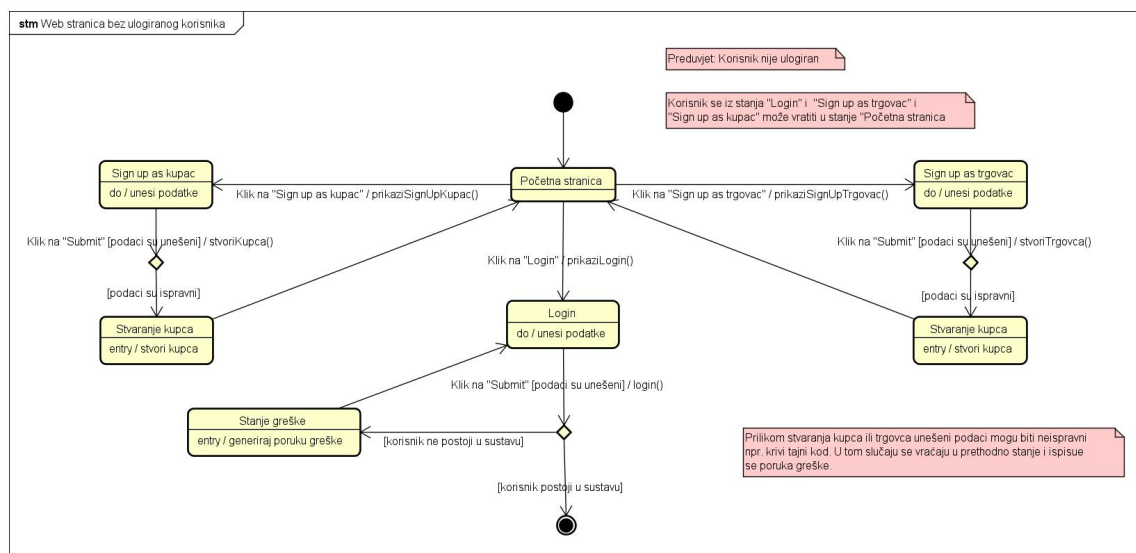 stm Web stranica bez ulogiranog korisnika
Preduvjet: Korisnik nije ulogiran
Korisnik se iz stanja "Login" i "Sign up as trgovac" i
"Sign up as kupac" može vratiti u stanje "Početna stranica
Sign up as kupac
do / unesi podatke
Klik na "Sign up as kupac" / prikaziSignUpKupac()
Početna stranica
Klik na "Sign up as trgovac" / prikaziSignUpTrgovac()
Sign up as trgovac
do / unesi podatke
Klik na "Submit" [podaci su unešeni] / stvoriKupca()
Klik na "Login" / prikaziLogin()
Klik na "Submit" [podaci su unešeni] / stvoriTrgovca()
[podaci su ispravni]
[podaci su ispravni]
Stvaranje kupca
entry / stvori kupca
Login
do / unesi podatke
Stvaranje kupca
entry / stvori kupca
Klik na "Submit" [podaci su unešeni] / login()
Stanje greške
entry / generiraj poruku greške
[korisnik ne postoji u sustavu]
Prilikom stvaranja kupca ili trgovca unešeni podaci mogu biti neispravni
npr. krivi tajni kod. U tom slučaju se vraćaju u prethodno stanje i ispisue
se poruka greške.
[korisnik postoji u sustavu]